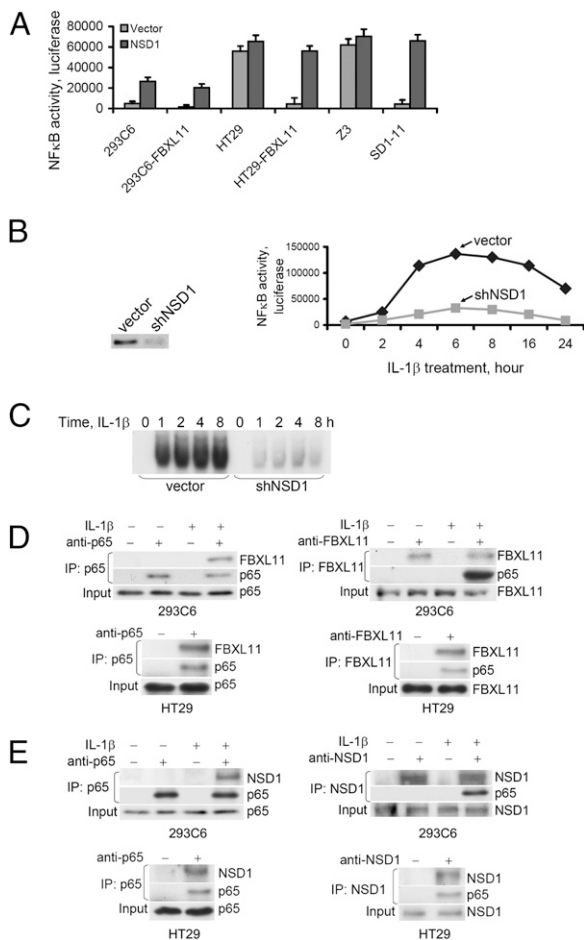 A
Vector
NSD1
NFκB activity, luciferase
80000
60000
40000
20000
0
293C6
293C6-FBXL11
HT29
HT29-FBXL11
Z3
SD1-11
B
vector
shNSD1
NFκB activity,
luciferase
150000
100000
50000
0
vector
shNSD1
0 2 4 6 8 16 24
IL-1β treatment, hour
C
Time, IL-1β 0 1 2 4 8 0 1 2 4 8 h
vector shNSD1
D
IL-1β – – + +
anti-p65 – + – +
IP: p65
FBXL11
p65
Input p65
293C6
anti-p65 – +
IP: p65
FBXL11
p65
Input p65
HT29
IL-1β – – + +
anti-FBXL11 – + – +
IP: FBXL11
FBXL11
p65
Input FBXL11
293C6
anti-FBXL11 – +
IP: FBXL11
FBXL11
p65
Input FBXL11
HT29
E
IL-1β – – + +
anti-p65 – + – +
IP: p65
NSD1
p65
Input p65
293C6
anti-p65 – +
IP: p65
NSD1
p65
Input p65
HT29
IL-1β – – + +
anti-NSD1 – + – +
IP: NSD1
NSD1
p65
Input NSD1
293C6
anti-NSD1 – +
IP: NSD1
NSD1
p65
Input NSD1
HT29